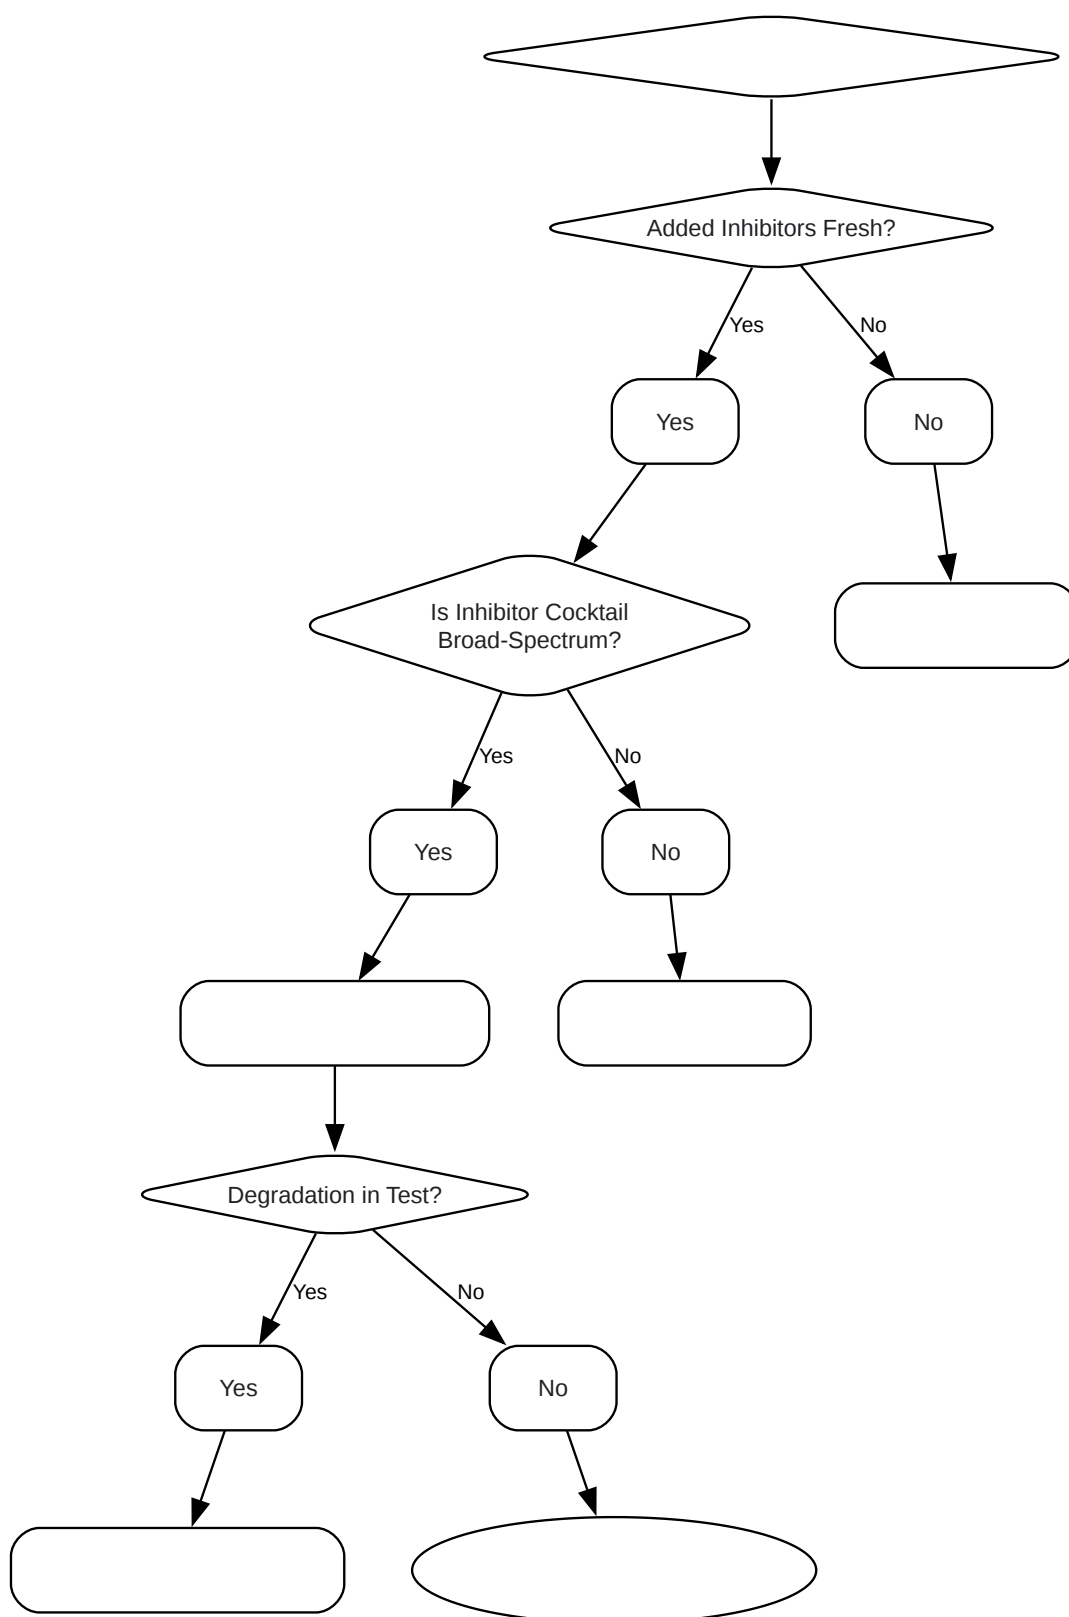 Added Inhibitors Fresh?
Yes
No
Yes
No
Is Inhibitor Cocktail
Broad-Spectrum?
Yes
No
Yes
No
Degradation in Test?
Yes
No
Yes
No